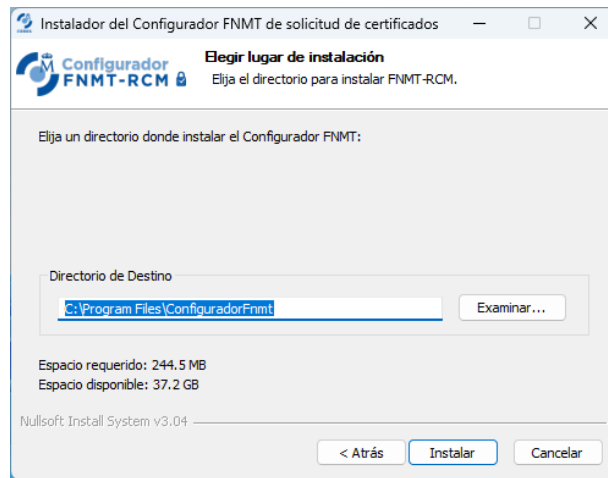 Instalador del Configurador FNMT de solicitud de certificados
Configurador
FNMT-RCM
Elegir lugar de instalación
Elija el directorio para instalar FNMT-RCM.
Elija un directorio donde instalar el Configurador FNMT:
Directorio de Destino
C:\Program Files\ConfiguradorFnmt
Examinar...
Espacio requerido: 244.5 MB
Espacio disponible: 37.2 GB
Nullsoft Install System v3.04
< Atrás
Instalar
Cancelar